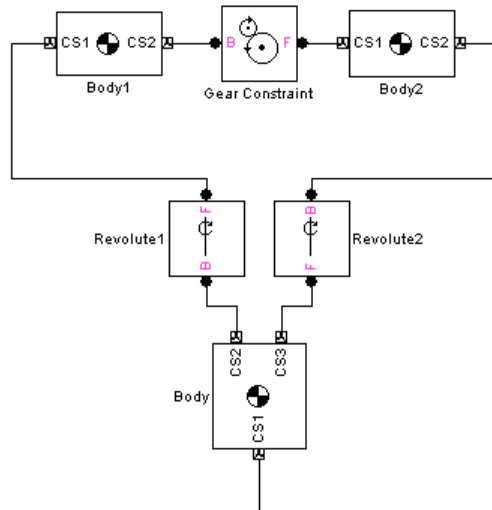 CS1 CS2
B F
CS1 CS2
Body1
Gear Constraint
Body2
F
B
Revolute1
B
F
Revolute2
CS2
CS3
Body
CS1